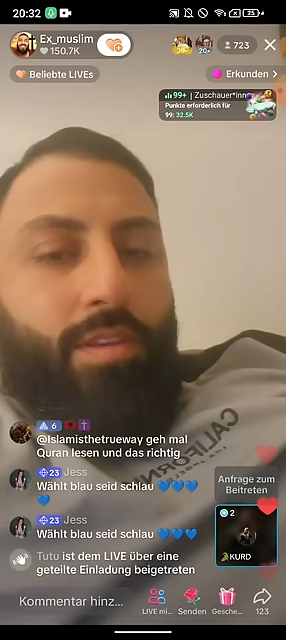 20:32
Ex_muslim
150.7K
20+
723
Beliebte LIVEs
Erkunden
99+ | Zuschauer*innen
Punkte erforderlich für
99: 32.5K
CALIFORN
6
@Islamisthetrueway geh mal
Quran lesen und das richtig
23 Jess
Wählt blau seid schlau
23 Jess
Wählt blau seid schlau
Tutu ist dem LIVE über eine
geteilte Einladung beigetreten
Anfrage zum
Beitreten
2
KURD
Kommentar hinz...
LIVE mi...
Senden
Gesche...
123